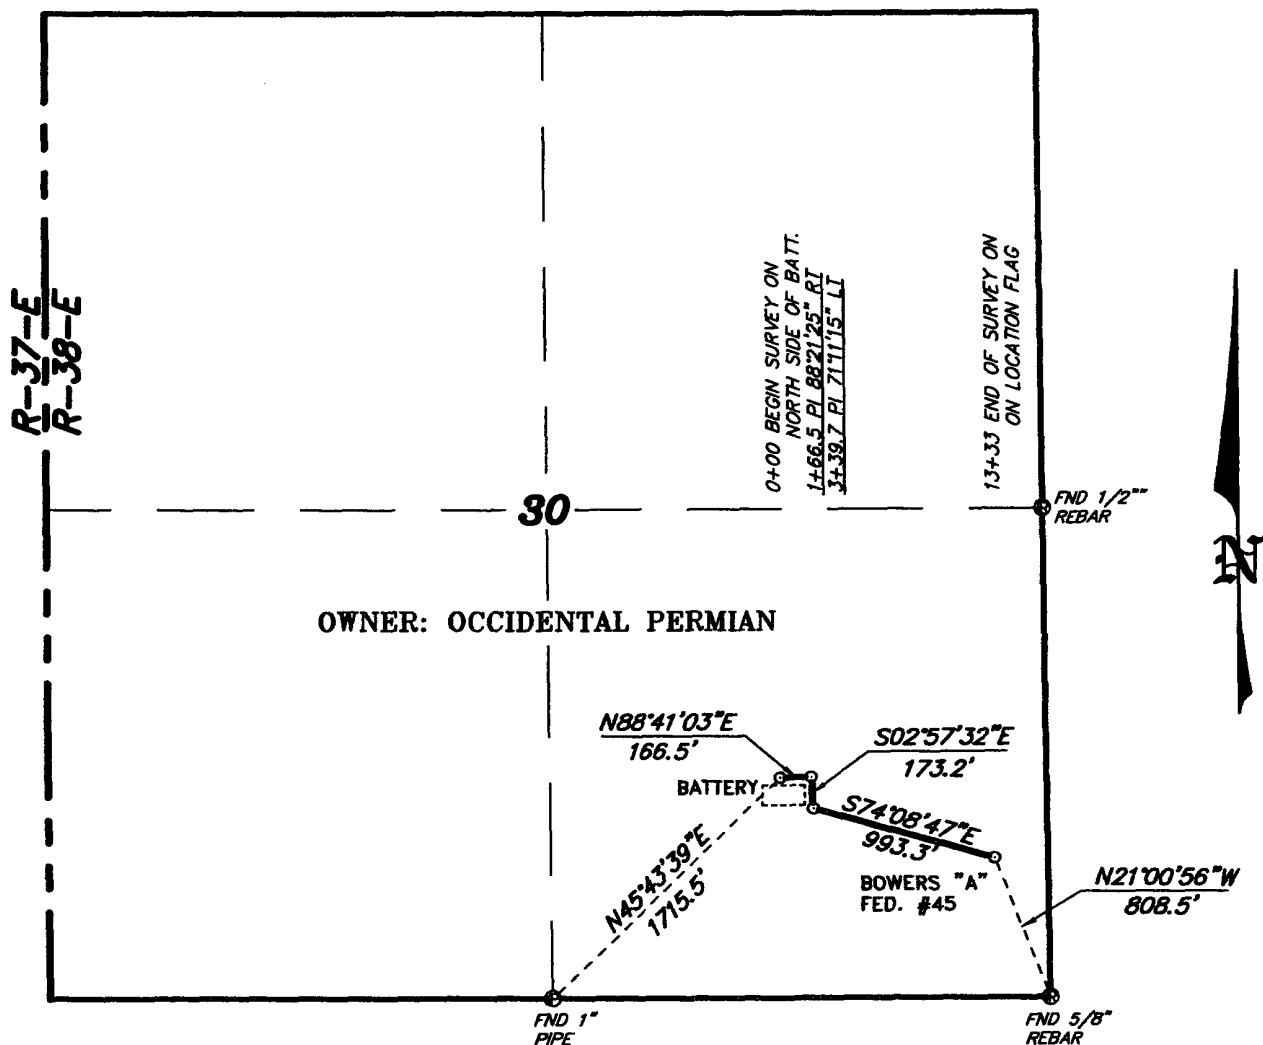 R-37-E
R-38-E
0+00 BEGIN SURVEY ON
NORTH SIDE OF BATT.
1+66.5 PI 88°21'25" RT
3+39.7 PI 71°11'15" LT
13+33 END OF SURVEY ON
ON LOCATION FLAG
30
FND 1/2""
REBAR
N
OWNER: OCCIDENTAL PERMIAN
N88°41'03"E
166.5'
S02°57'32"E
173.2'
BATTERY
S74°08'47"E
993.3'
N45°43'39"E
1715.5'
BOWERS "A"
FED. #45
N21°00'56"W
808.5'
FND 1"
PIPE
FND 5/8"
REBAR